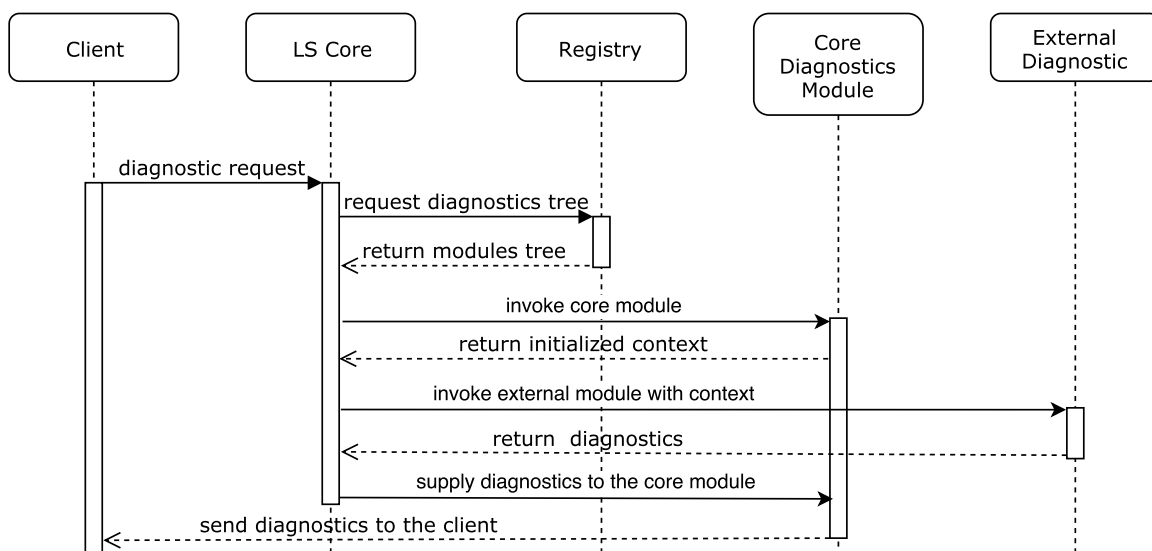 Client
LS Core
Registry
Core
Diagnostics
Module
External
Diagnostic
diagnostic request
request diagnostics tree
return modules tree
invoke core module
return initialized context
invoke external module with context
return  diagnostics
supply diagnostics to the core module
send diagnostics to the client